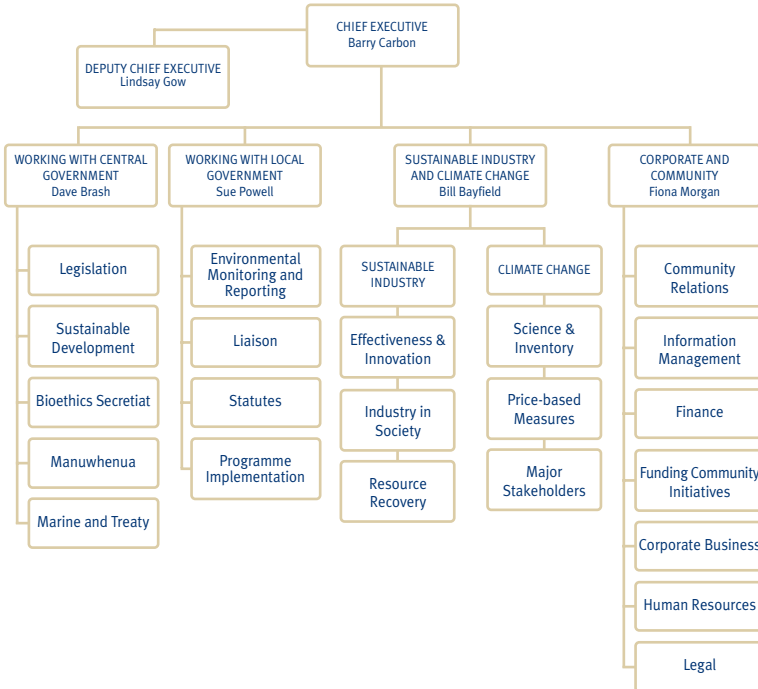 CHIEF EXECUTIVE
Barry Carbon
DEPUTY CHIEF EXECUTIVE
Lindsay Gow
WORKING WITH CENTRAL
GOVERNMENT
Dave Brash
Legislation
Sustainable
Development
Bioethics Secretiat
Manuwhenua
Marine and Treaty
WORKING WITH LOCAL
GOVERNMENT
Sue Powell
Environmental
Monitoring and
Reporting
Liaison
Statutes
Programme
Implementation
SUSTAINABLE INDUSTRY
AND CLIMATE CHANGE
Bill Bayfield
SUSTAINABLE
INDUSTRY
Effectiveness &
Innovation
Industry in
Society
Resource
Recovery
CLIMATE CHANGE
Science &
Inventory
Price-based
Measures
Major
Stakeholders
CORPORATE AND
COMMUNITY
Fiona Morgan
Community
Relations
Information
Management
Finance
Funding Community
Initiatives
Corporate Business
Human Resources
Legal